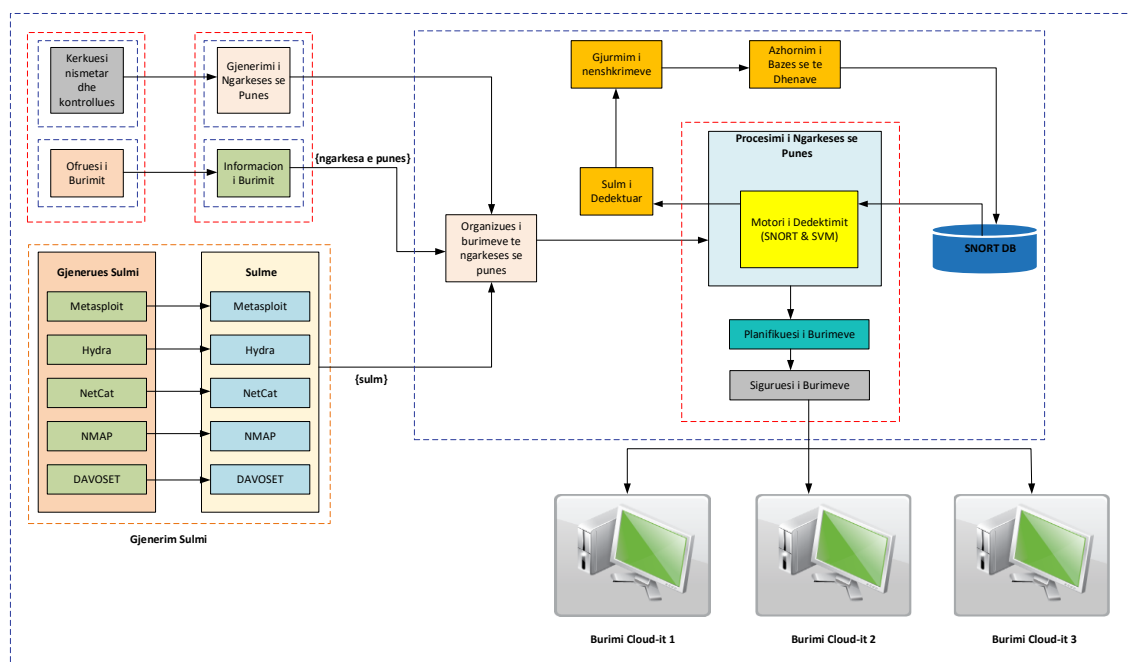 Kerkuesi
nismetar
dhe
kontrollues
Gjenerimi i
Ngarkeses se
Punes
Ofruesi i
Burimit
Informacion
i Burimit
{ngarkesa e punes}
Gjurmim i
nenshkrimeve
Azhornim i
Bazes se te
Dhenave
Procesimi i Ngarkeses se
Punes
Sulm i
Dedektuar
Motori i Dedektimit
(SNORT & SVM)
SNORT DB
Organizues i
burimeve te
ngarkeses se
punes
Planifikuesi i Burimeve
Siguruesi i Burimeve
Gjenerues Sulmi
Metasploit
Hydra
NetCat
NMAP
DAVOSET
Sulme
Metasploit
Hydra
NetCat
NMAP
DAVOSET
{sulm}
Gjenerim Sulmi
Burimi Cloud-it 1
Burimi Cloud-it 2
Burimi Cloud-it 3